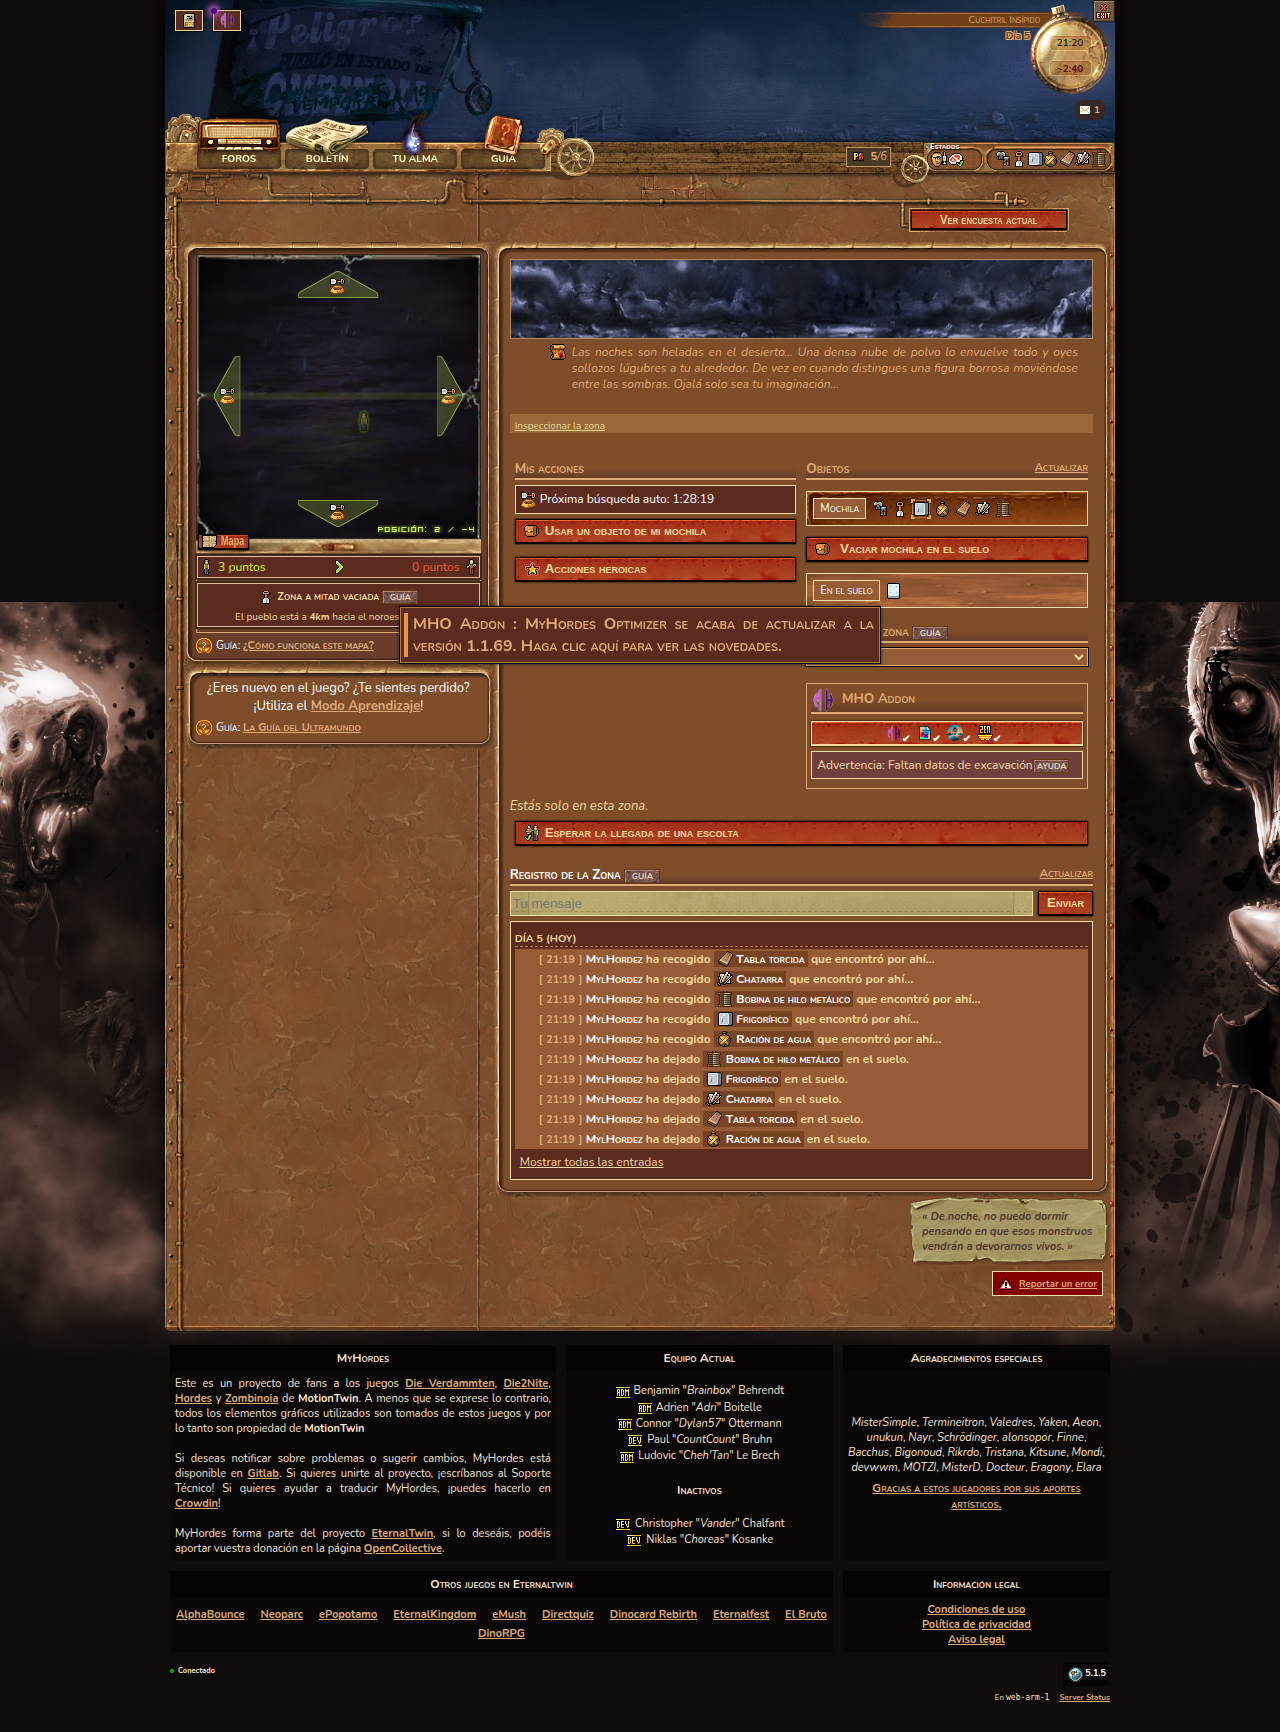 ¡Peligro!
PUEBLO EN ESTADO DE
Cuchitril Insípido
EXIT
Día 5
21:20
~2:40
1
FOROS
BOLETÍN
TU ALMA
GUIA
PA 5/6
Estados
Ver encuesta actual
POSICIÓN: 2 / -4
Mapa
3 puntos
0 puntos
Zona a mitad vaciada GUÍA
El pueblo está a 4km hacia el noroes
Guía: ¿Cómo funciona este mapa?
¿Eres nuevo en el juego? ¿Te sientes perdido?
¡Utiliza el Modo Aprendizaje!
Guía: La Guía del Ultramundo
Las noches son heladas en el desierto... Una densa nube de polvo lo envuelve todo y oyes
sollozos lúgubres a tu alrededor. De vez en cuando distingues una figura borrosa moviéndose
entre las sombras. Ojalá solo sea tu imaginación...
Inspeccionar la zona
Mis acciones
Próxima búsqueda auto: 1:28:19
Usar un objeto de mi mochila
Acciones heroicas
Objetos
Actualizar
Mochila
Vaciar mochila en el suelo
En el suelo
zona GUÍA
MHO Addon : MyHordes Optimizer se acaba de actualizar a la
versión 1.1.69. Haga clic aquí para ver las novedades.
MHO Addon
ZEN
Advertencia: Faltan datos de excavación AYUDA
Estás solo en esta zona.
Esperar la llegada de una escolta
Registro de la Zona GUÍA
Actualizar
Tu mensaje
Enviar
DÍA 5 (HOY)
[ 21:19 ] MylHordez ha recogido Tabla torcida que encontró por ahí...
[ 21:19 ] MylHordez ha recogido Chatarra que encontró por ahí...
[ 21:19 ] MylHordez ha recogido Bobina de hilo metálico que encontró por ahí...
[ 21:19 ] MylHordez ha recogido Frigorífico que encontró por ahí...
[ 21:19 ] MylHordez ha recogido Ración de agua que encontró por ahí...
[ 21:19 ] MylHordez ha dejado Bobina de hilo metálico en el suelo.
[ 21:19 ] MylHordez ha dejado Frigorífico en el suelo.
[ 21:19 ] MylHordez ha dejado Chatarra en el suelo.
[ 21:19 ] MylHordez ha dejado Tabla torcida en el suelo.
[ 21:19 ] MylHordez ha dejado Ración de agua en el suelo.
Mostrar todas las entradas
« De noche, no puedo dormir
pensando en que esos monstruos
vendrán a devorarnos vivos. »
Reportar un error
MyHordes
Este es un proyecto de fans a los juegos Die Verdammten, Die2Nite,
Hordes y Zombinoia de MotionTwin. A menos que se exprese lo contrario,
todos los elementos gráficos utilizados son tomados de estos juegos y por
lo tanto son propiedad de MotionTwin
Si deseas notificar sobre problemas o sugerir cambios, MyHordes está
disponible en Gitlab. Si quieres unirte al proyecto, ¡escríbanos al Soporte
Técnico! Si quieres ayudar a traducir MyHordes, ¡puedes hacerlo en
Crowdin!
MyHordes forma parte del proyecto EternalTwin, si lo deseáis, podéis
aportar vuestra donación en la página OpenCollective.
Equipo Actual
ADM Benjamin "Brainbox" Behrendt
ADM Adrien "Adri" Boitelle
ADM Connor "Dylan57" Ottermann
DEV Paul "CountCount" Bruhn
ADM Ludovic "Cheh'Tan" Le Brech
Inactivos
DEV Christopher "Vander" Chalfant
DEV Niklas "Choreas" Kosanke
Agradecimientos especiales
MisterSimple, Termineitron, Valedres, Yaken, Aeon,
unukun, Nayr, Schrödinger, alonsopor, Finne,
Bacchus, Bigonoud, Rikrdo, Tristana, Kitsune, Mondi,
devwwm, MOTZI, MisterD, Docteur, Eragony, Elara
Gracias a estos jugadores por sus aportes
artísticos.
Otros juegos en Eternaltwin
AlphaBounce Neoparc ePopotamo EternalKingdom eMush Directquiz Dinocard Rebirth Eternalfest El Bruto
DinoRPG
Información legal
Condiciones de uso
Política de privacidad
Aviso legal
Conectado
5.1.5
En web-arm-1 Server Status